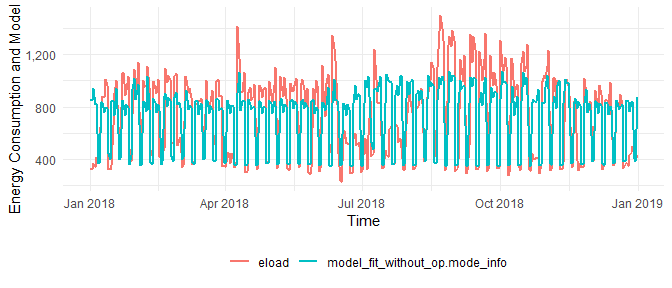 Energy Consumption and Model
1,200
800
400
Jan 2018 Apr 2018 Jul 2018 Oct 2018 Jan 2019
Time
eload model_fit_without_op.mode_info